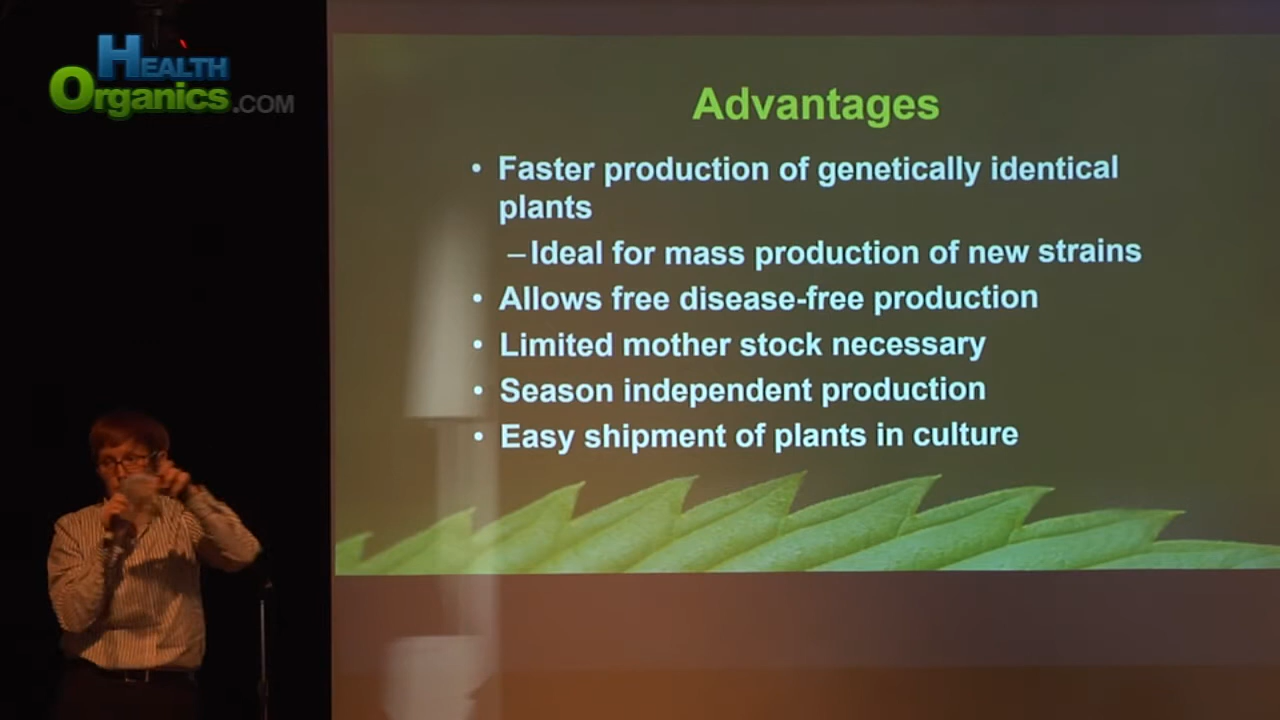 HEALTH
Organics.COM
Advantages
• Faster production of genetically identical
plants
– Ideal for mass production of new strains
• Allows free disease-free production
• Limited mother stock necessary
• Season independent production
• Easy shipment of plants in culture